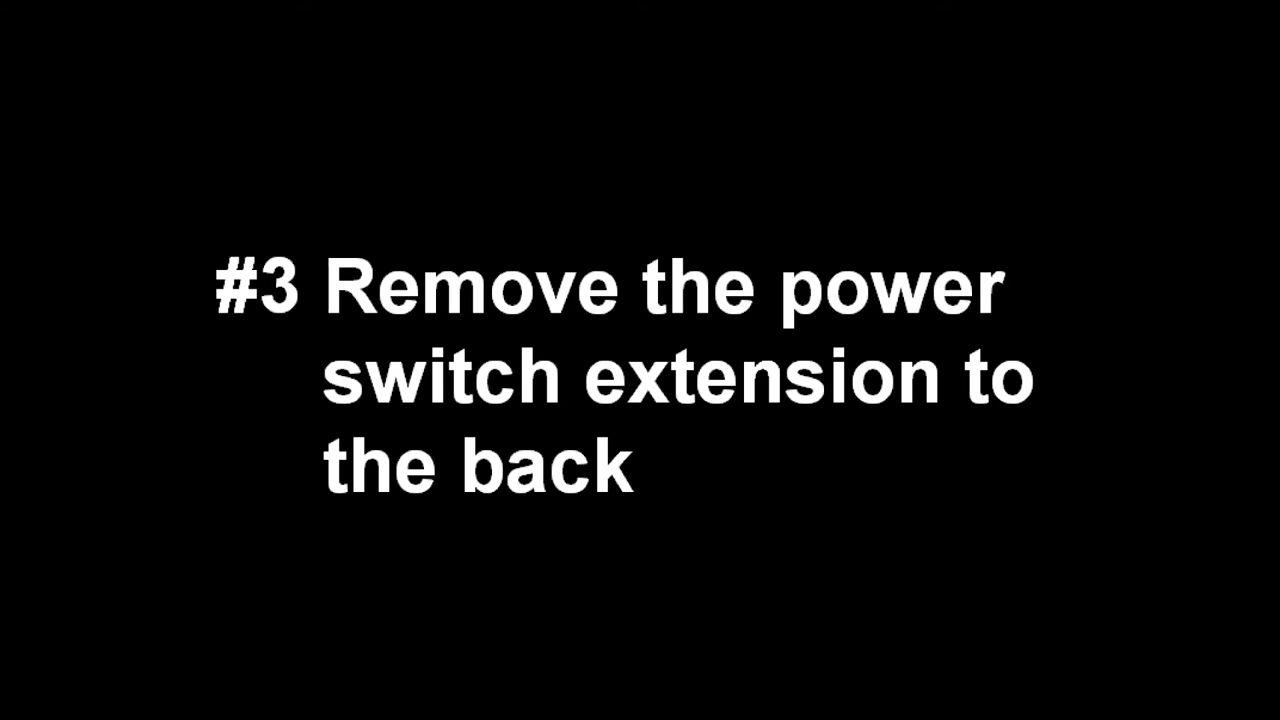 #3 Remove the power
switch extension to
the back